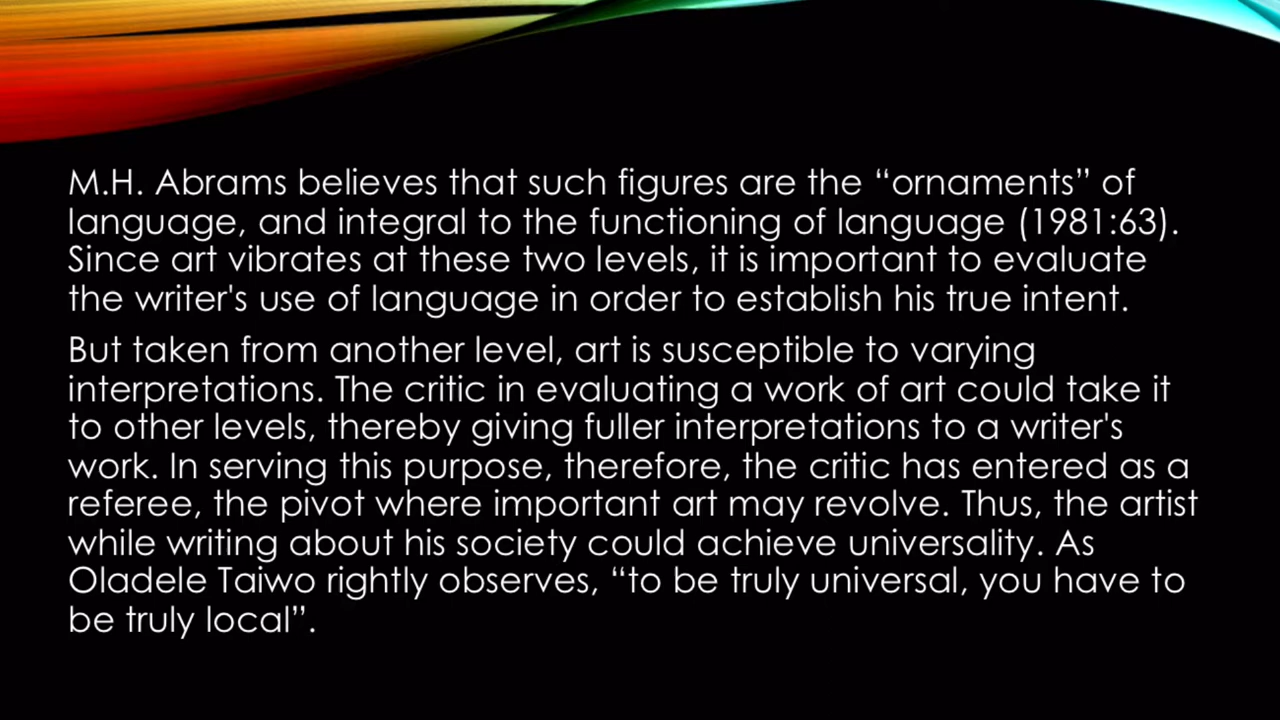 M.H. Abrams believes that such figures are the “ornaments” of
language, and integral to the functioning of language (1981:63).
Since art vibrates at these two levels, it is important to evaluate
the writer's use of language in order to establish his true intent.
But taken from another level, art is susceptible to varying
interpretations. The critic in evaluating a work of art could take it
to other levels, thereby giving fuller interpretations to a writer's
work. In serving this purpose, therefore, the critic has entered as a
referee, the pivot where important art may revolve. Thus, the artist
while writing about his society could achieve universality. As
Oladele Taiwo rightly observes, “to be truly universal, you have to
be truly local”.